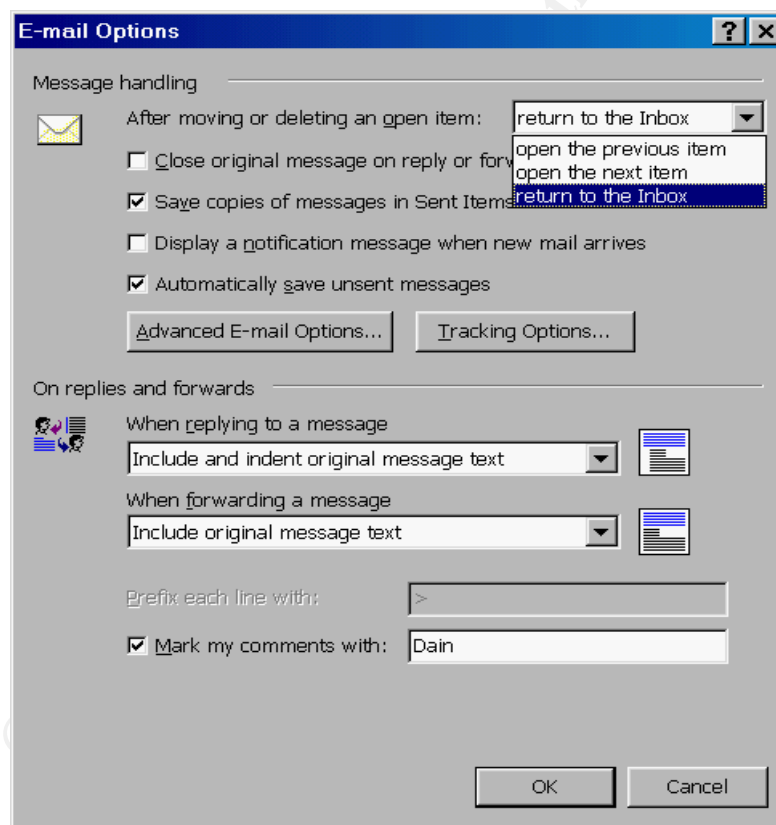 E-mail Options
Message handling
After moving or deleting an open item: return to the Inbox
open the previous item
open the next item
return to the Inbox
Close original message on reply or
Save copies of messages in Sent Items
Display a notification message when new mail arrives
Automatically save unsent messages
Advanced E-mail Options... Tracking Options...
On replies and forwards
When replying to a message
Include and indent original message text
When forwarding a message
Include original message text
Prefix each line with: >
Mark my comments with: Dain
OK Cancel